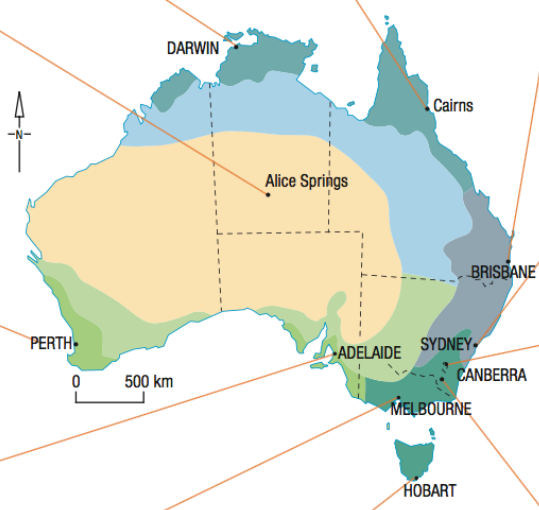 DARWIN
N
Cairns
Alice Springs
BRISBANE
PERTH
SYDNEY
ADELAIDE
0 500 km
CANBERRA
MELBOURNE
HOBART